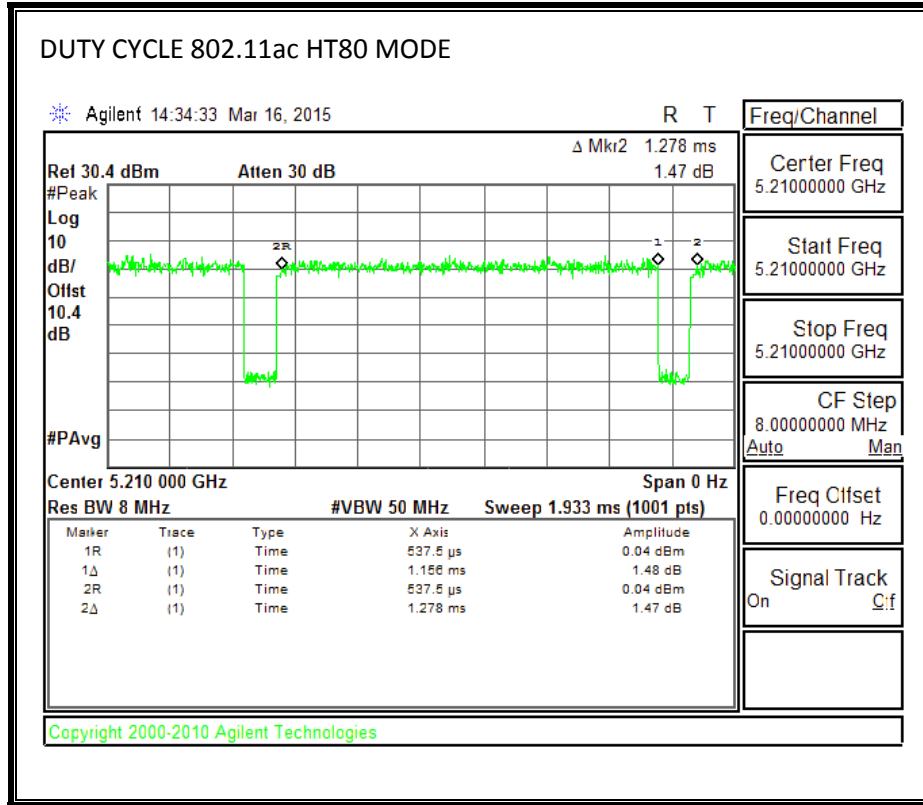 DUTY CYCLE 802.11ac HT80 MODE
Agilent 14:34:33 Mar 16, 2015
R T
Freq/Channel
Δ Mkr2 1.278 ms
Ref 30.4 dBm
Atten 30 dB
1.47 dB
#Peak
Log
10
dB/
Offst
10.4
dB
#PAvg
2R
1
2
Center 5.210 000 GHz
Span 0 Hz
Res BW 8 MHz
#VBW 50 MHz
Sweep 1.933 ms (1001 pts)
Marker Trace Type X Axis Amplitude
1R (1) Time 537.5 µs 0.04 dBm
1Δ (1) Time 1.156 ms 1.48 dB
2R (1) Time 537.5 µs 0.04 dBm
2Δ (1) Time 1.278 ms 1.47 dB
Center Freq
5.21000000 GHz
Start Freq
5.21000000 GHz
Stop Freq
5.21000000 GHz
CF Step
8.00000000 MHz
Auto Man
Freq Offset
0.00000000 Hz
Signal Track
On Off
Copyright 2000-2010 Agilent Technologies